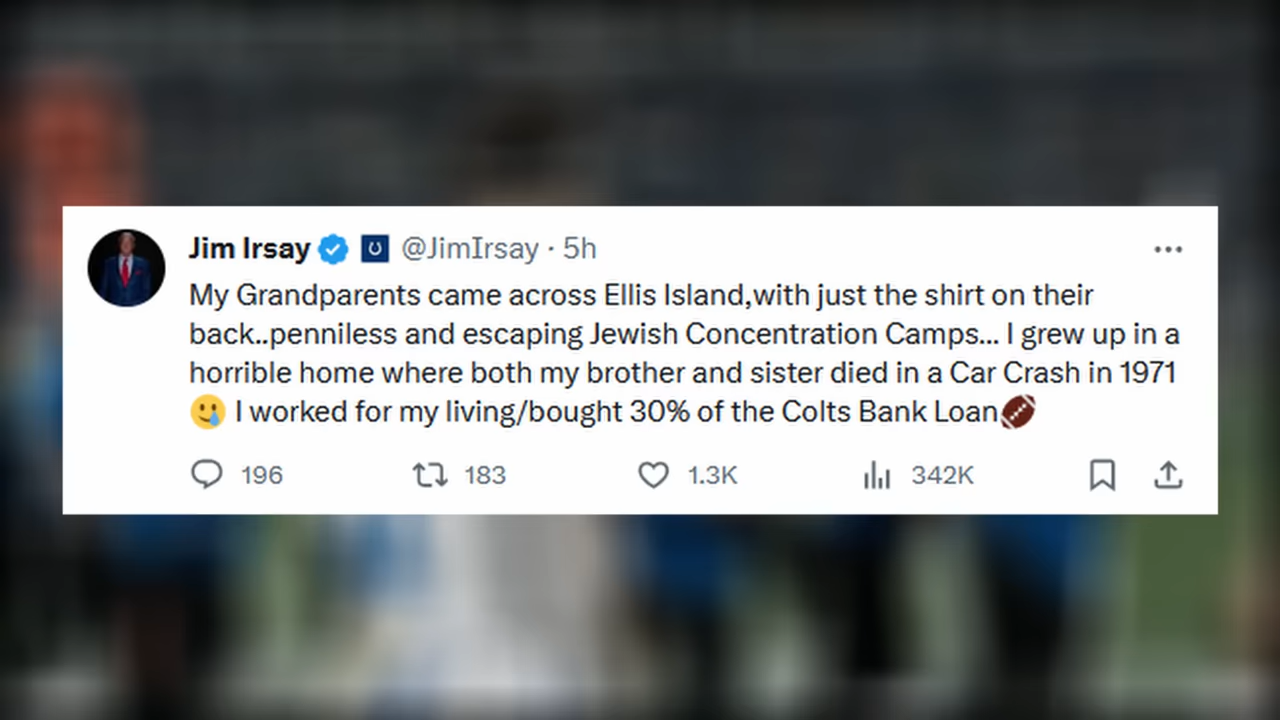 Jim Irsay @JimIrsay · 5h
My Grandparents came across Ellis Island,with just the shirt on their
back..penniless and escaping Jewish Concentration Camps... I grew up in a
horrible home where both my brother and sister died in a Car Crash in 1971
🥲 I worked for my living/bought 30% of the Colts Bank Loan🏈
196 183 1.3K 342K